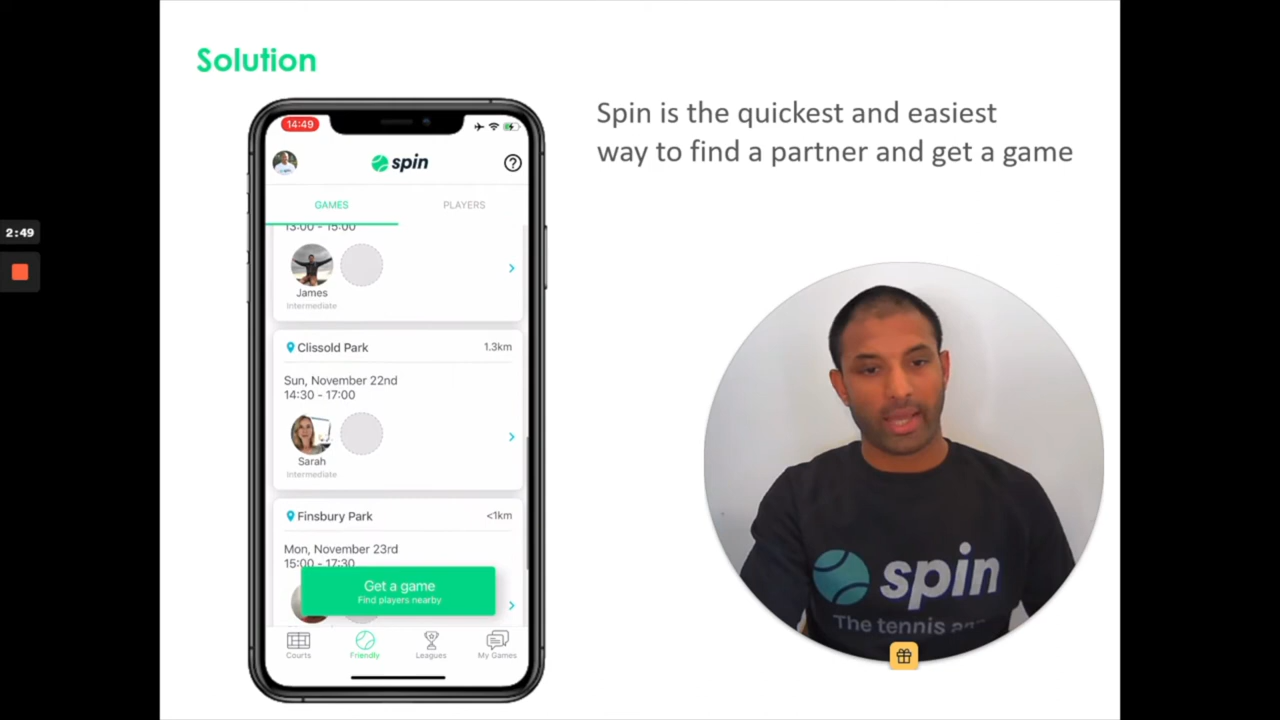 Solution
Spin is the quickest and easiest
way to find a partner and get a game
2:49
14:49
spin
GAMES
PLAYERS
13:00 - 15:00
James
Intermediate
Clissold Park
1.3km
Sun, November 22nd
14:30 - 17:00
Sarah
Intermediate
Finsbury Park
<1km
Mon, November 23rd
15:00 - 17:30
Get a game
Find players nearby
Courts
Friendly
Leagues
My Games
spin
The tennis